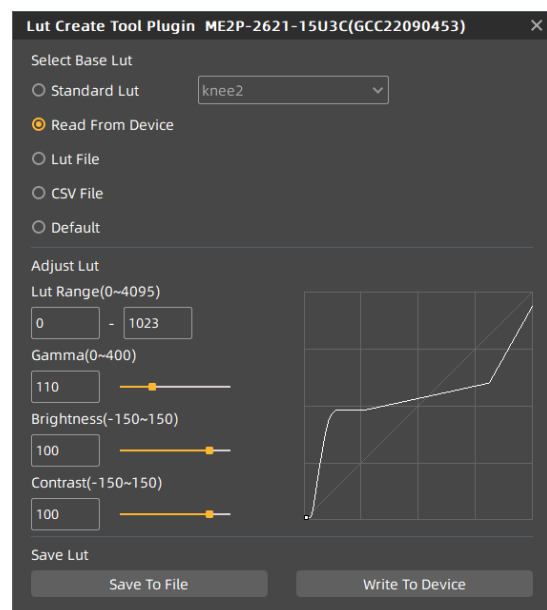 Lut Create Tool Plugin ME2P-2621-15U3C(GCC22090453)
Select Base Lut
Standard Lut knee2
Read From Device
Lut File
CSV File
Default
Adjust Lut
Lut Range(0~4095)
0 - 1023
Gamma(0~400)
110
Brightness(-150~150)
100
Contrast(-150~150)
100
Save Lut
Save To File Write To Device